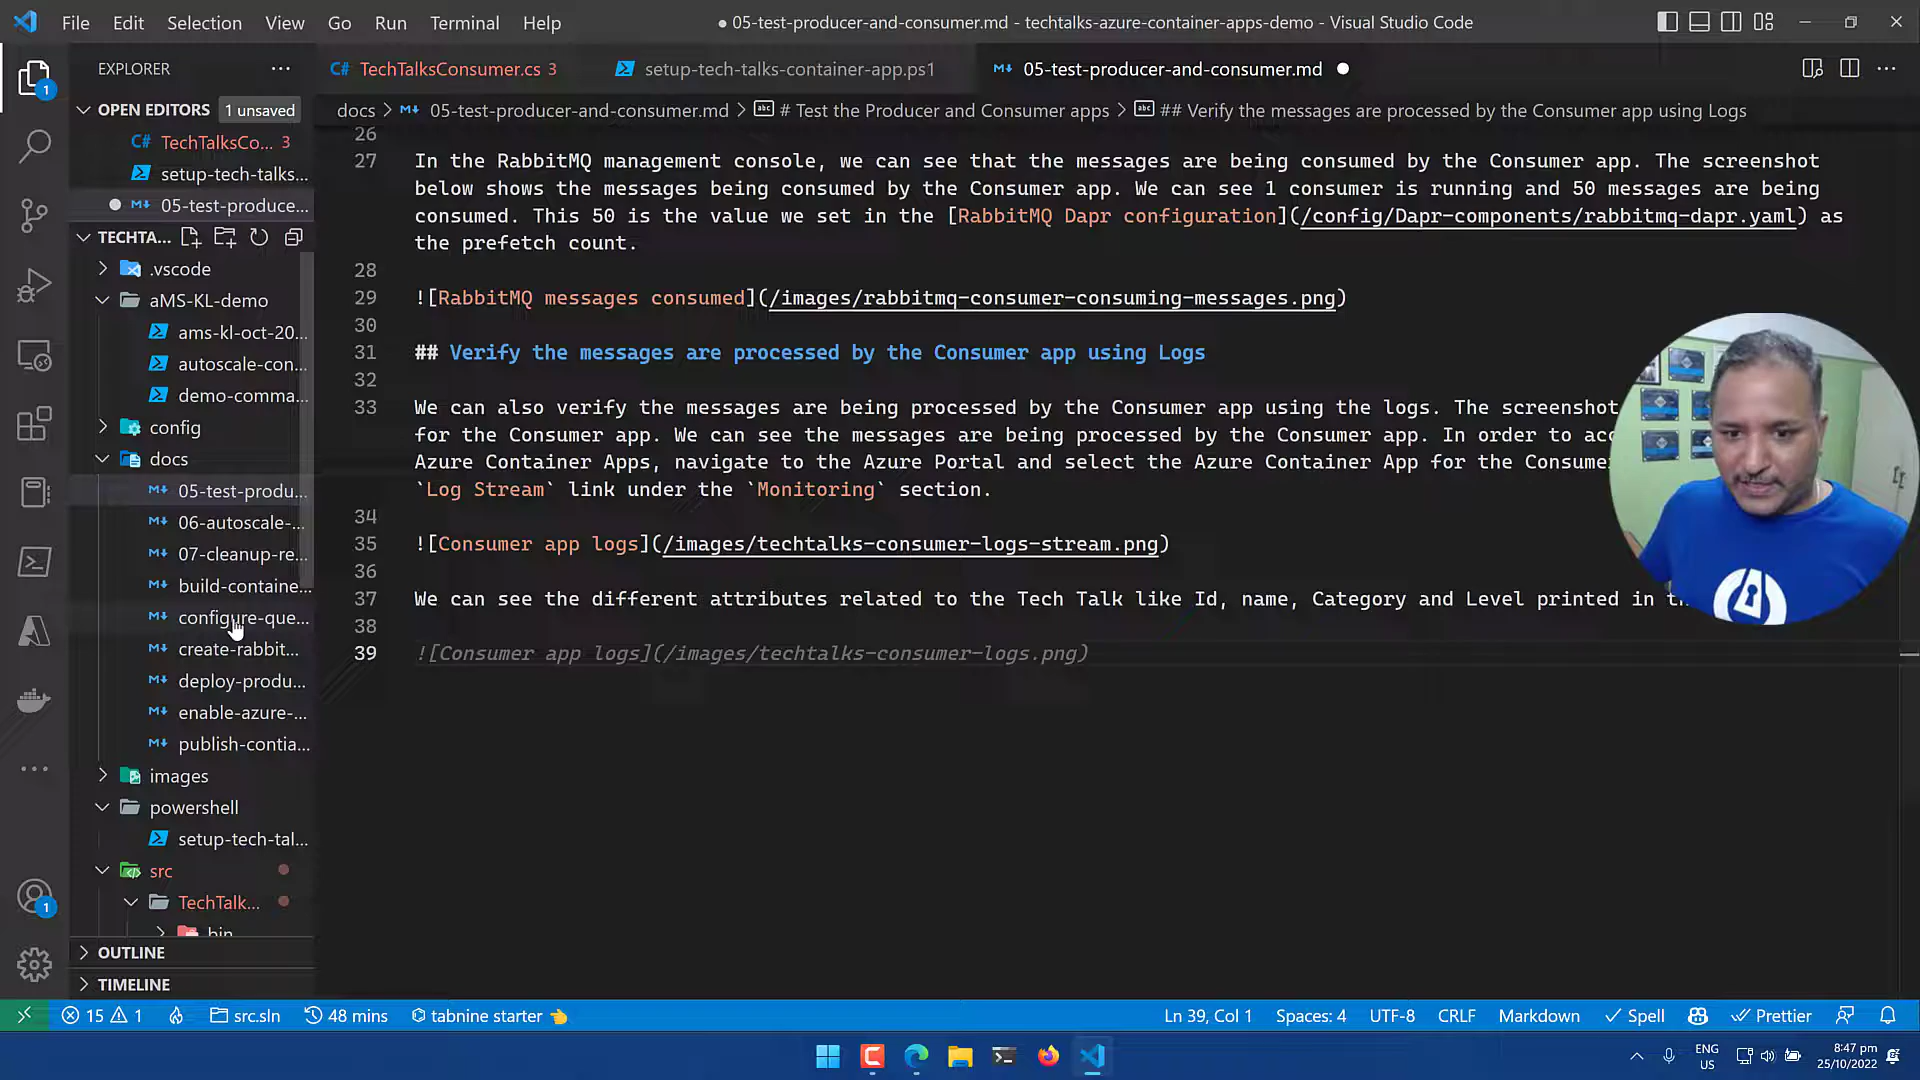 File Edit Selection View Go Run Terminal Help
● 05-test-producer-and-consumer.md - techtalks-azure-container-apps-demo - Visual Studio Code
EXPLORER ...
C# TechTalksConsumer.cs 3
setup-tech-talks-container-app.ps1
05-test-producer-and-consumer.md ●
OPEN EDITORS 1 unsaved
C# TechTalksCo... 3
setup-tech-talks...
05-test-produce...
docs > 05-test-producer-and-consumer.md > # Test the Producer and Consumer apps > ## Verify the messages are processed by the Consumer app using Logs
TECHTA...
.vscode
aMS-KL-demo
ams-kl-oct-20...
autoscale-con...
demo-comma...
config
docs
05-test-produ...
06-autoscale-...
07-cleanup-re...
build-containe...
configure-que...
create-rabbit...
deploy-produ...
enable-azure-...
publish-contia...
images
powershell
setup-tech-tal...
src
TechTalk...
bin
OUTLINE
TIMELINE
26
27 In the RabbitMQ management console, we can see that the messages are being consumed by the Consumer app. The screenshot
below shows the messages being consumed by the Consumer app. We can see 1 consumer is running and 50 messages are being
consumed. This 50 is the value we set in the [RabbitMQ Dapr configuration](/config/Dapr-components/rabbitmq-dapr.yaml) as
the prefetch count.
28
29 ![RabbitMQ messages consumed](/images/rabbitmq-consumer-consuming-messages.png)
30
31 ## Verify the messages are processed by the Consumer app using Logs
32
33 We can also verify the messages are being processed by the Consumer app using the logs. The screenshot
for the Consumer app. We can see the messages are being processed by the Consumer app. In order to
Azure Container Apps, navigate to the Azure Portal and select the Azure Container App for the
`Log Stream` link under the `Monitoring` section.
34
35 ![Consumer app logs](/images/techtalks-consumer-logs-stream.png)
36
37 We can see the different attributes related to the Tech Talk like Id, name, Category and Level printed in
38
39 ![Consumer app logs](/images/techtalks-consumer-logs.png)
1
1
15 1 src.sln 48 mins tabnine starter Ln 39, Col 1 Spaces: 4 UTF-8 CRLF Markdown Spell Prettier
ENG
US
8:47 pm
25/10/2022